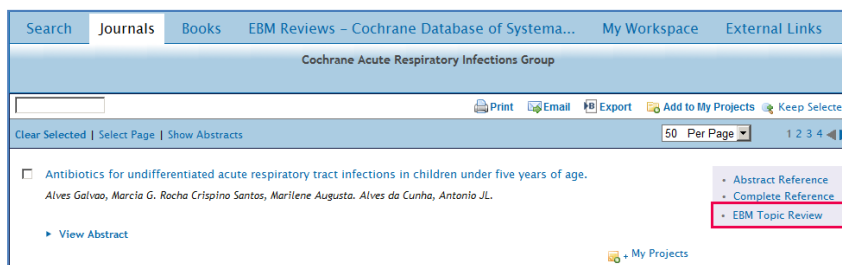 Search Journals Books EBM Reviews – Cochrane Database of Systema... My Workspace External Links
Cochrane Acute Respiratory Infections Group
Print Email Export Add to My Projects Keep Selecte
Clear Selected | Select Page | Show Abstracts 50 Per Page 1 2 3 4
Antibiotics for undifferentiated acute respiratory tract infections in children under five years of age.
Alves Galvao, Marcia G. Rocha Crispino Santos, Marilene Augusta. Alves da Cunha, Antonio JL.
• Abstract Reference
• Complete Reference
• EBM Topic Review
View Abstract
+ My Projects